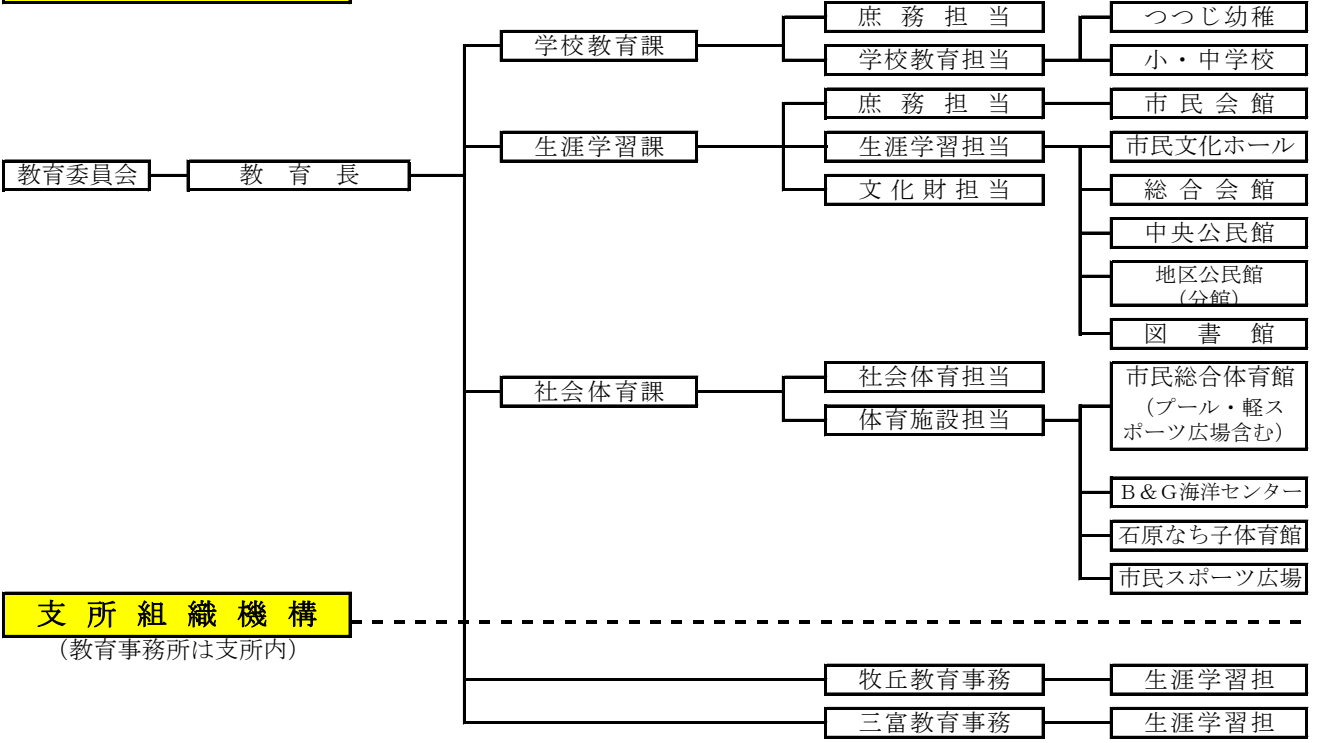 庶務担当
つつじ幼稚
学校教育課
学校教育担当
小・中学校
庶務担当
市民会館
生涯学習課
生涯学習担当
市民文化ホール
教育委員会
教育長
文化財担当
総合会館
中央公民館
地区公民館
（分館）
図書館
社会体育課
社会体育担当
体育施設担当
市民総合体育館
（プール・軽ス
ポーツ広場含む）
Ｂ＆Ｇ海洋センター
石原なち子体育館
市民スポーツ広場
支所組織機構
（教育事務所は支所内）
牧丘教育事務
生涯学習担
三富教育事務
生涯学習担